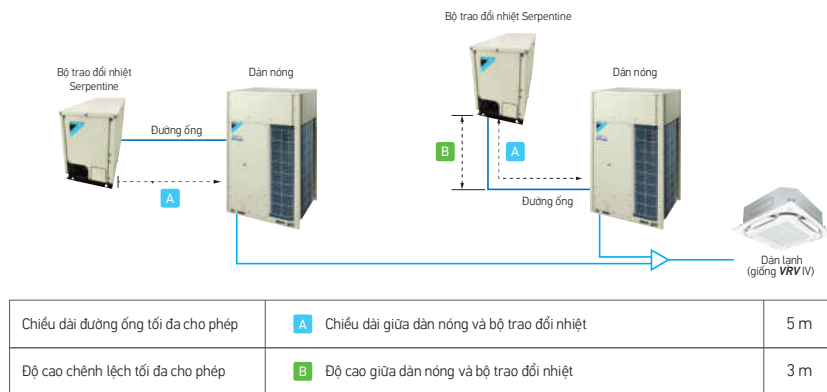 Bộ trao đổi nhiệt Serpentine
Bộ trao đổi nhiệt
Serpentine
Dàn nóng
Dàn nóng
Đường ống
B
A
A
Đường ống
Dàn lạnh
(giống VRV IV)
Chiều dài đường ống tối đa cho phép
A Chiều dài giữa dàn nóng và bộ trao đổi nhiệt
5 m
Độ cao chênh lệch tối đa cho phép
B Độ cao giữa dàn nóng và bộ trao đổi nhiệt
3 m